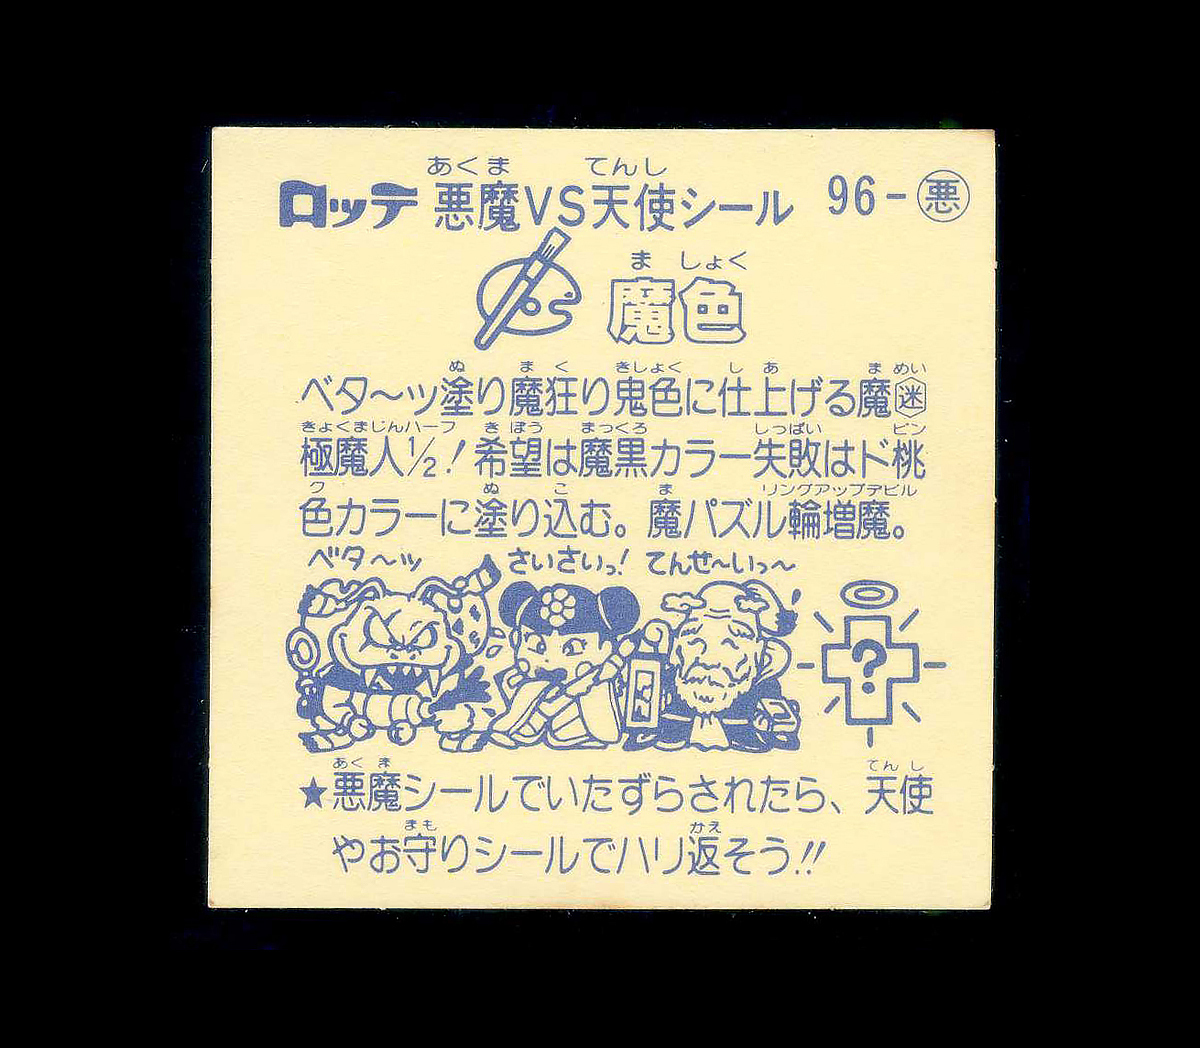 あくま てんし
ロッテ 悪魔VS天使シール 96-悪
ましょく
魔色
ぬ まく きしょく しあ まめい
ベタ〜ッ塗り魔狂り鬼色に仕上げる魔迷
きょくまじんハーフ きぼう まっくろ しっぱい ピン
極魔人1/2!希望は魔黒カラー失敗はド桃
ク ぬ こ ま リングアップデビル
色カラーに塗り込む。魔パズル輪増魔。
ベタ〜ッ さいさいっ! てんぜ〜いっ〜
?
あくま てんし
★悪魔シールでいたずらされたら、天使
まも かえ
やお守りシールでハリ返そう!!